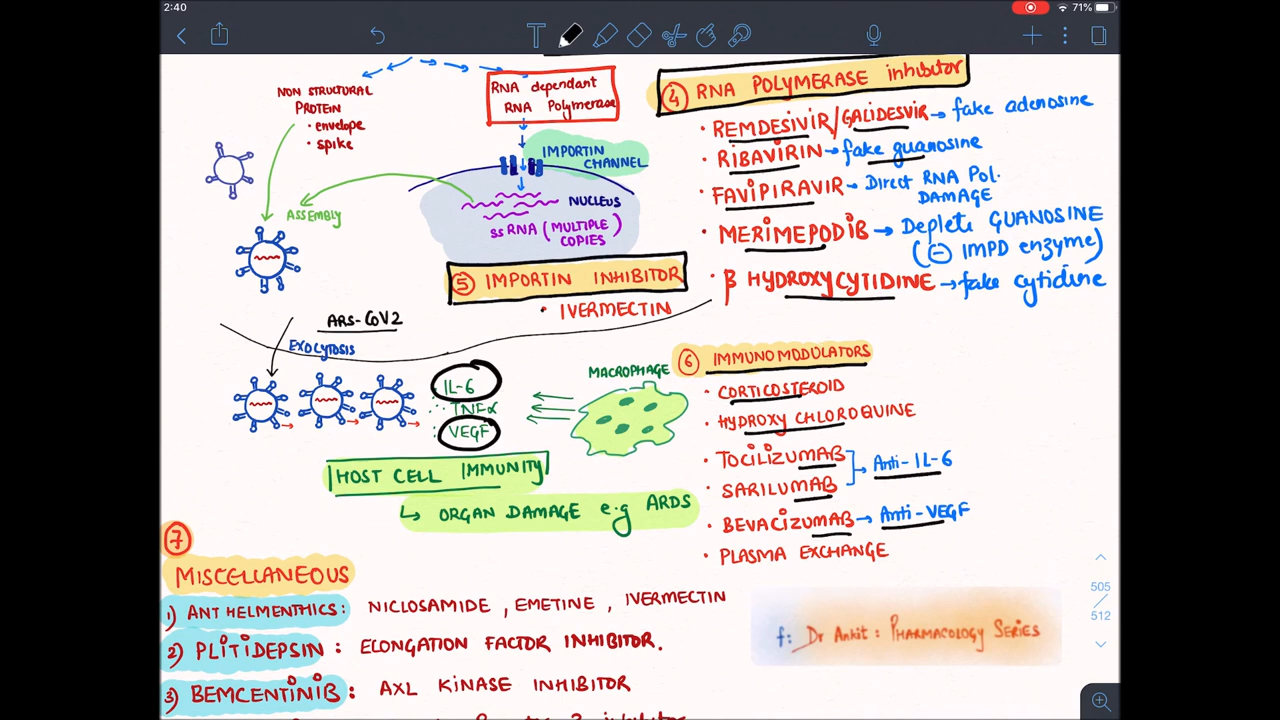 2:40
71%
T
NON STRUCTURAL
PROTEIN
• envelope
• spike
RNA dependant
RNA Polymerase
IMPORTIN
CHANNEL
NUCLEUS
ssRNA (MULTIPLE
COPIES)
ASSEMBLY
④ RNA POLYMERASE inhibitor
• REMDESIVIR/GALIDESVIR → fake adenosine
• RIBAVIRIN → fake guanosine
• FAVIPIRAVIR → Direct RNA Pol.
DAMAGE
• MERIMEPODIB → Deplete GUANOSINE
(⊖ IMPD enzyme)
• β HYDROXYCYTIDINE → fake cytidine
⑤ IMPORTIN INHIBITOR
• IVERMECTIN
ARS-CoV2
EXOCYTOSIS
IL-6
TNFα
VEGF
MACROPHAGE
HOST CELL IMMUNITY
↳ ORGAN DAMAGE e.g ARDS
⑥ IMMUNOMODULATORS
• CORTICOSTEROID
• HYDROXY CHLOROQUINE
• TOCILIZUMAB
• SARILUMAB
→ Anti-IL-6
• BEVACIZUMAB → Anti-VEGF
• PLASMA EXCHANGE
⑦
MISCELLANEOUS
1) ANTHELMENTHICS: NICLOSAMIDE, EMETINE, IVERMECTIN
2) PLITIDEPSIN: ELONGATION FACTOR INHIBITOR.
3) BEMCENTINIB: AXL KINASE INHIBITOR
f: Dr Ankit: PHARMACOLOGY SERIES
505
/
512